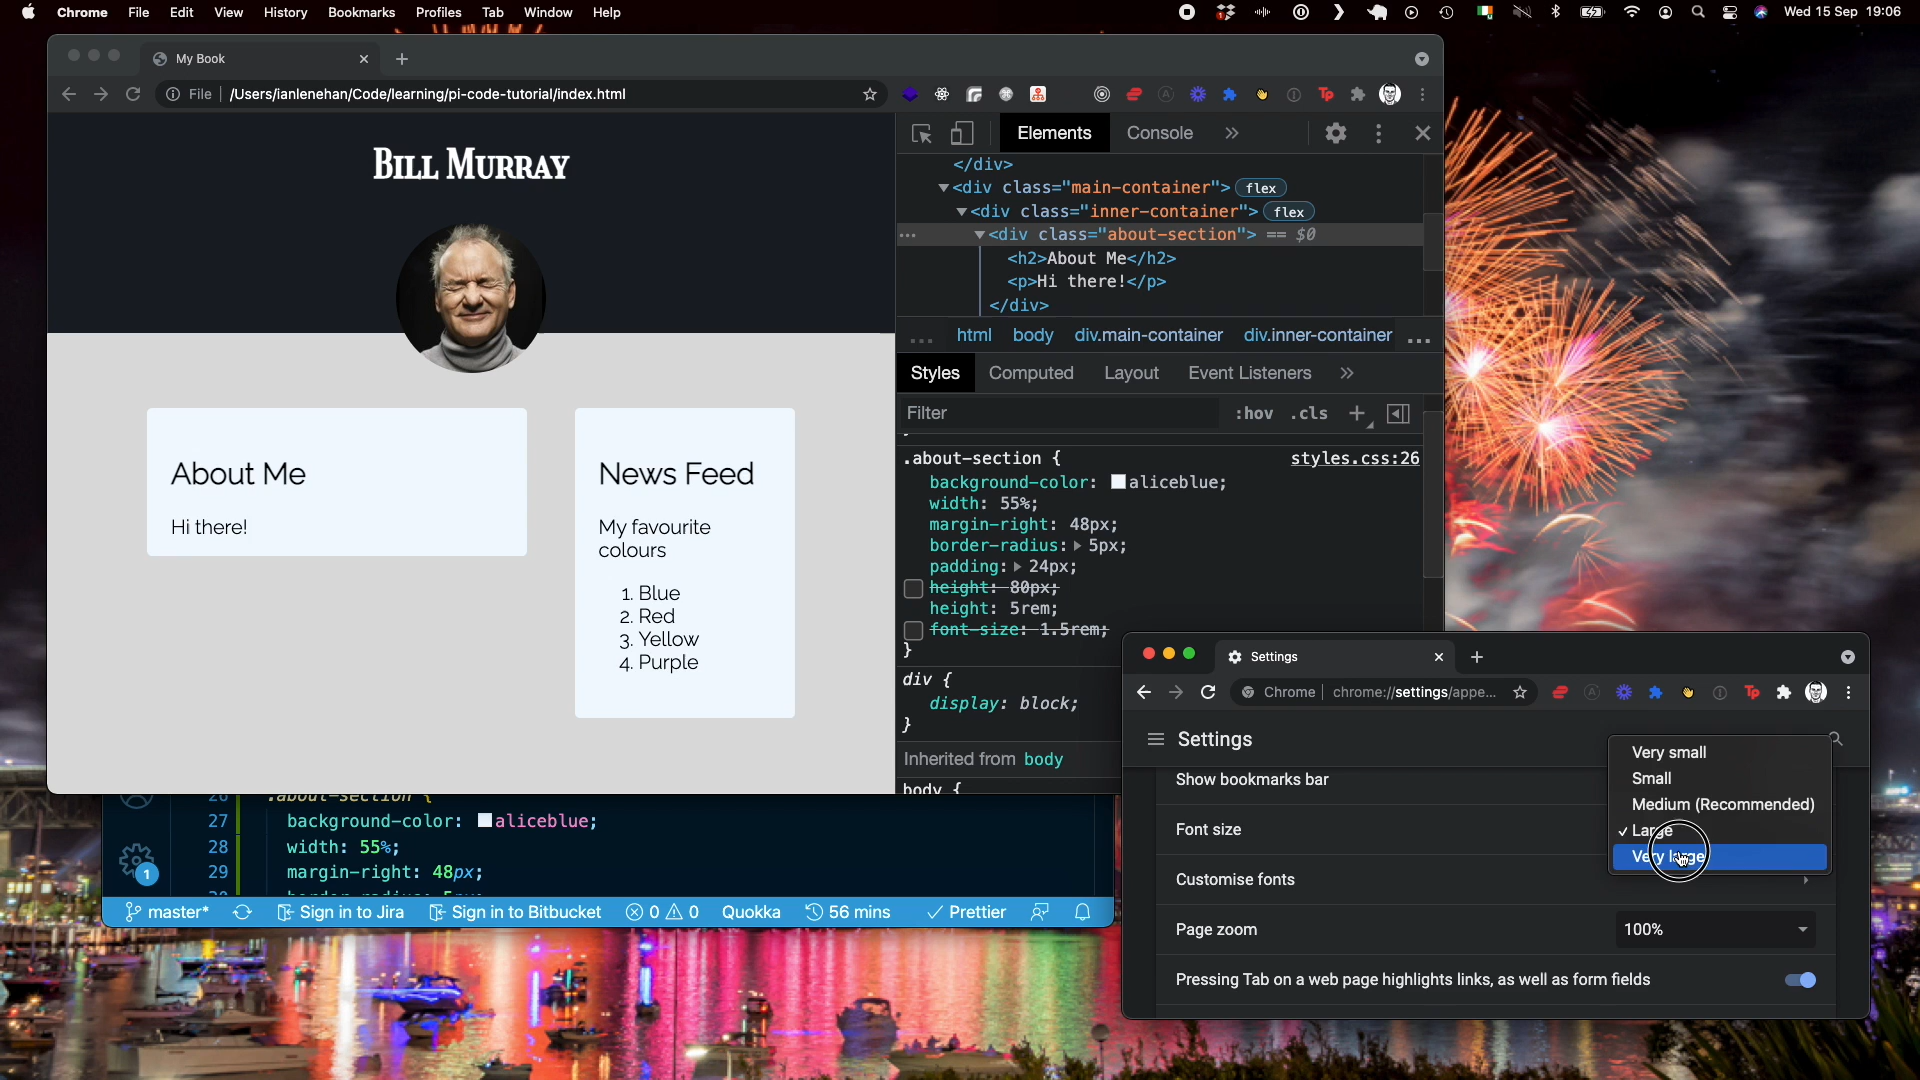 Chrome File Edit View History Bookmarks Profiles Tab Window Help
Wed 15 Sep 19:06
My Book
File /Users/ianlenehan/Code/learning/pi-code-tutorial/index.html
BILL MURRAY
About Me
Hi there!
News Feed
My favourite
colours
1. Blue
2. Red
3. Yellow
4. Purple
Elements Console »
</div>
<div class="main-container"> flex
<div class="inner-container"> flex
... <div class="about-section"> == $0
<h2>About Me</h2>
<p>Hi there!</p>
</div>
... html body div.main-container div.inner-container ...
Styles Computed Layout Event Listeners »
Filter :hov .cls +
.about-section { styles.css:26
background-color: aliceblue;
width: 55%;
margin-right: 48px;
border-radius: 5px;
padding: 24px;
height: 80px;
height: 5rem;
font-size: 1.5rem;
}
div {
display: block;
}
Inherited from body
body {
26 .about-section {
27 background-color: aliceblue;
28 width: 55%;
29 margin-right: 48px;
1
master* Sign in to Jira Sign in to Bitbucket 0 0 Quokka 56 mins Prettier
Settings
Chrome chrome://settings/appe...
Settings
Show bookmarks bar
Font size
Very small
Small
Medium (Recommended)
✓ Large
Very large
Customise fonts
Page zoom 100%
Pressing Tab on a web page highlights links, as well as form fields